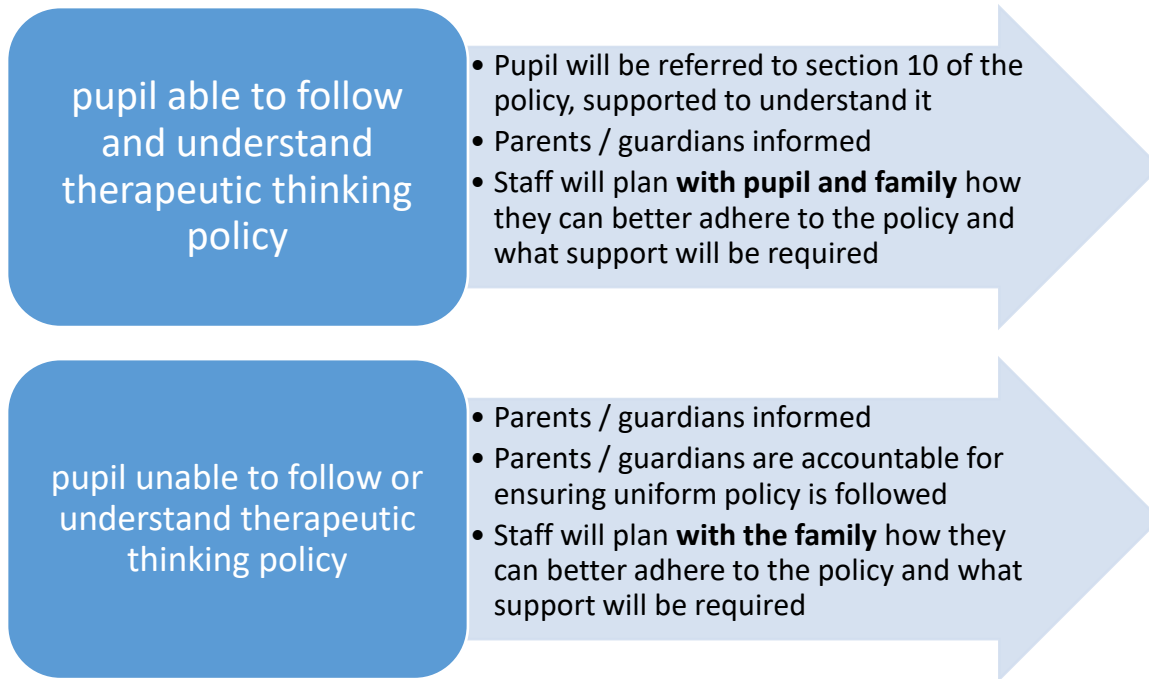 pupil able to follow
and understand
therapeutic thinking
policy
• Pupil will be referred to section 10 of the
policy, supported to understand it
• Parents / guardians informed
• Staff will plan with pupil and family how
they can better adhere to the policy and
what support will be required
pupil unable to follow or
understand therapeutic
thinking policy
• Parents / guardians informed
• Parents / guardians are accountable for
ensuring uniform policy is followed
• Staff will plan with the family how they
can better adhere to the policy and what
support will be required